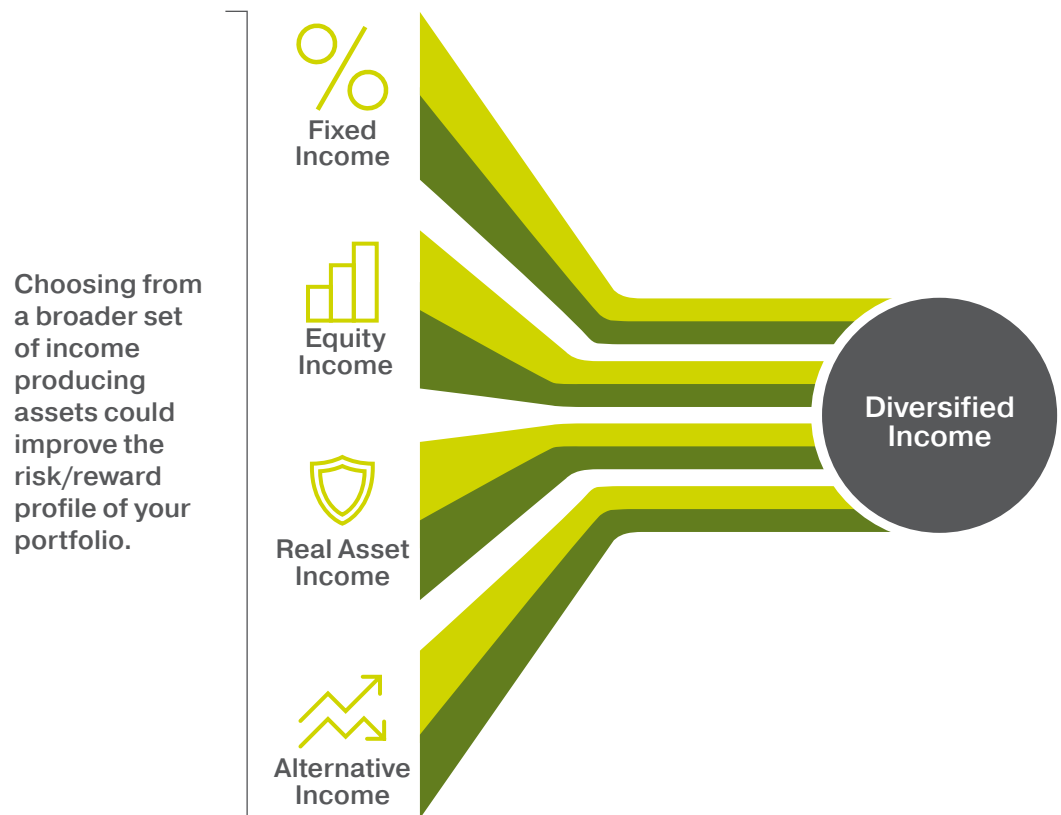 Choosing from
a broader set
of income
producing
assets could
improve the
risk/reward
profile of your
portfolio.
Fixed
Income
Equity
Income
Real Asset
Income
Alternative
Income
Diversified
Income